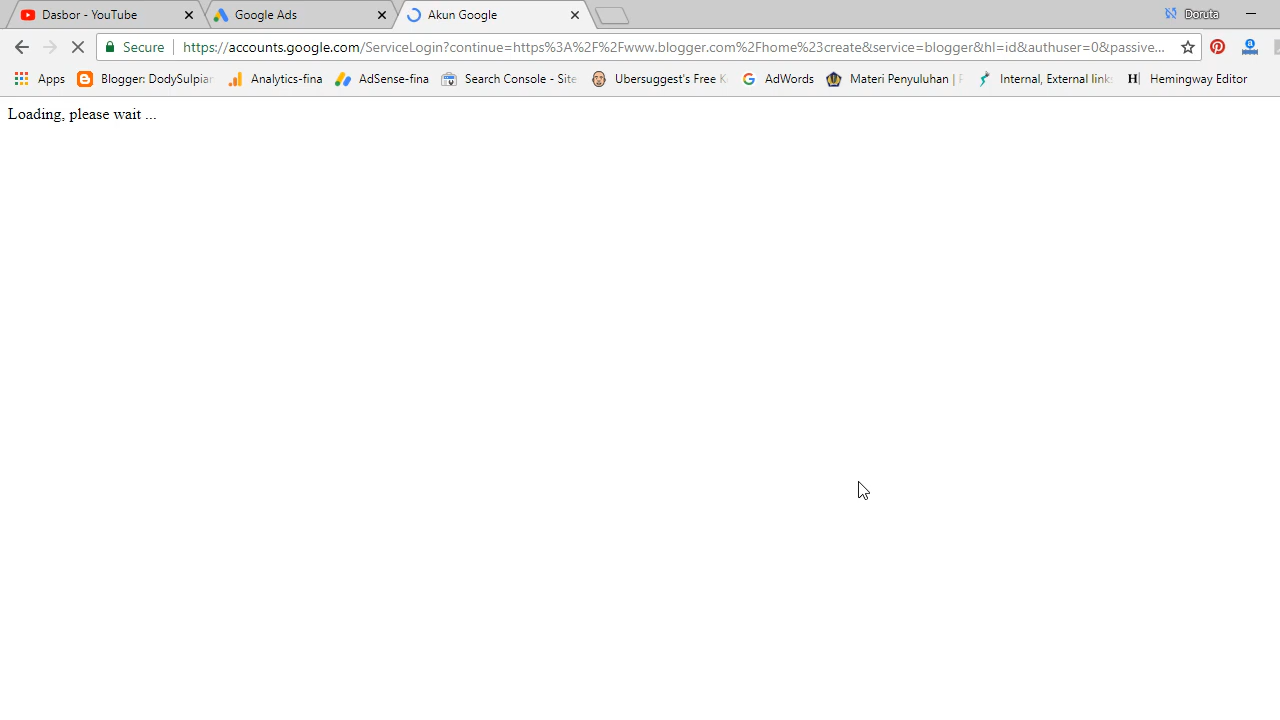 Dasbor - YouTube
Google Ads
Akun Google
Doruta
Secure
https://accounts.google.com/ServiceLogin?continue=https%3A%2F%2Fwww.blogger.com%2Fhome%23create&service=blogger&hl=id&authuser=0&passive...
Apps
Blogger: DodySulpiar
Analytics-fina
AdSense-fina
Search Console - Site
Ubersuggest's Free K
AdWords
Materi Penyuluhan |
Internal, External links
H| Hemingway Editor
Loading, please wait ...